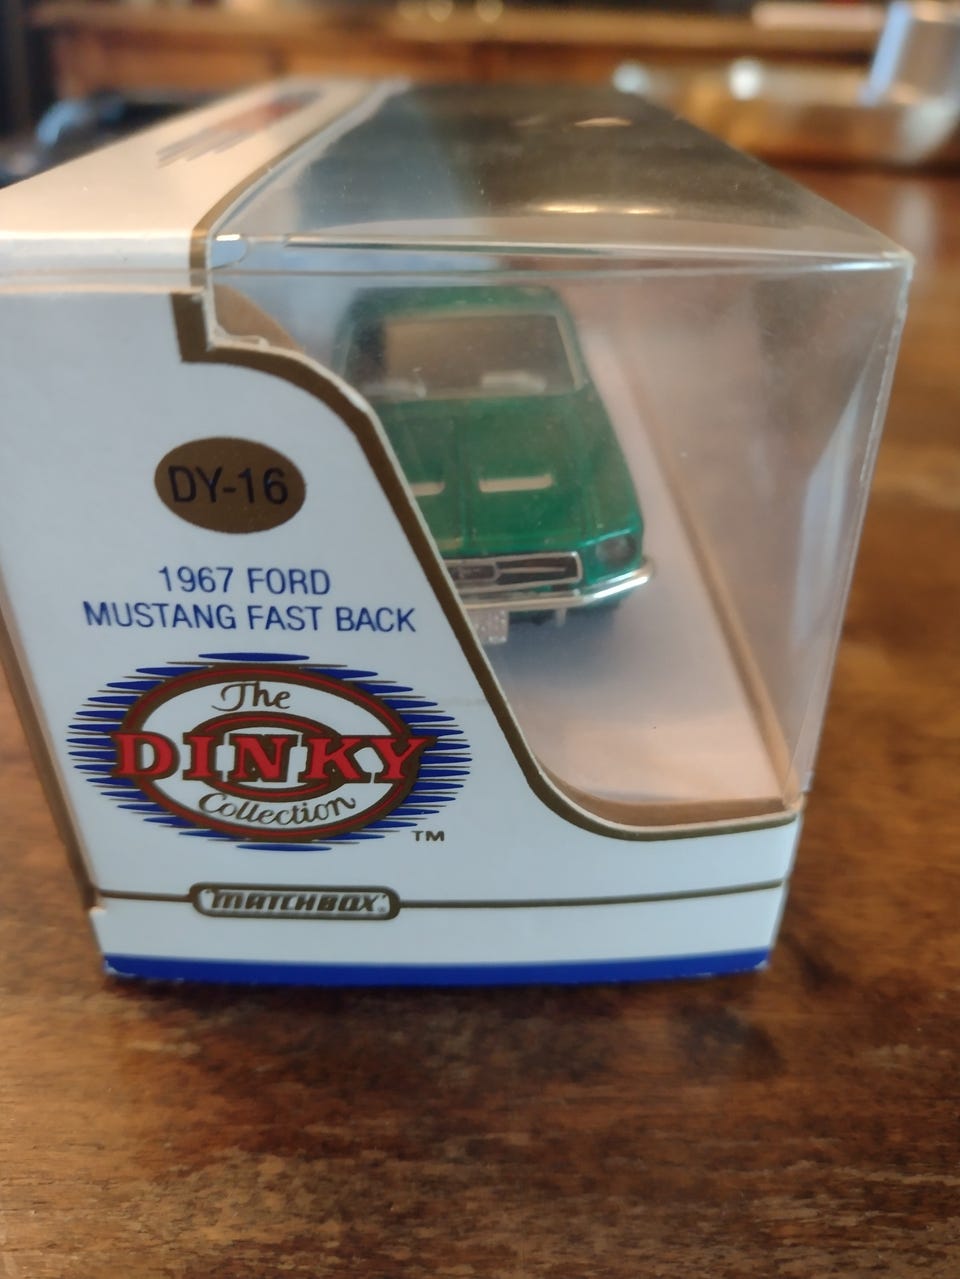 DY-16
1967 FORD
MUSTANG FAST BACK
The
DINKY
Collection
TM
MATCHBOX®